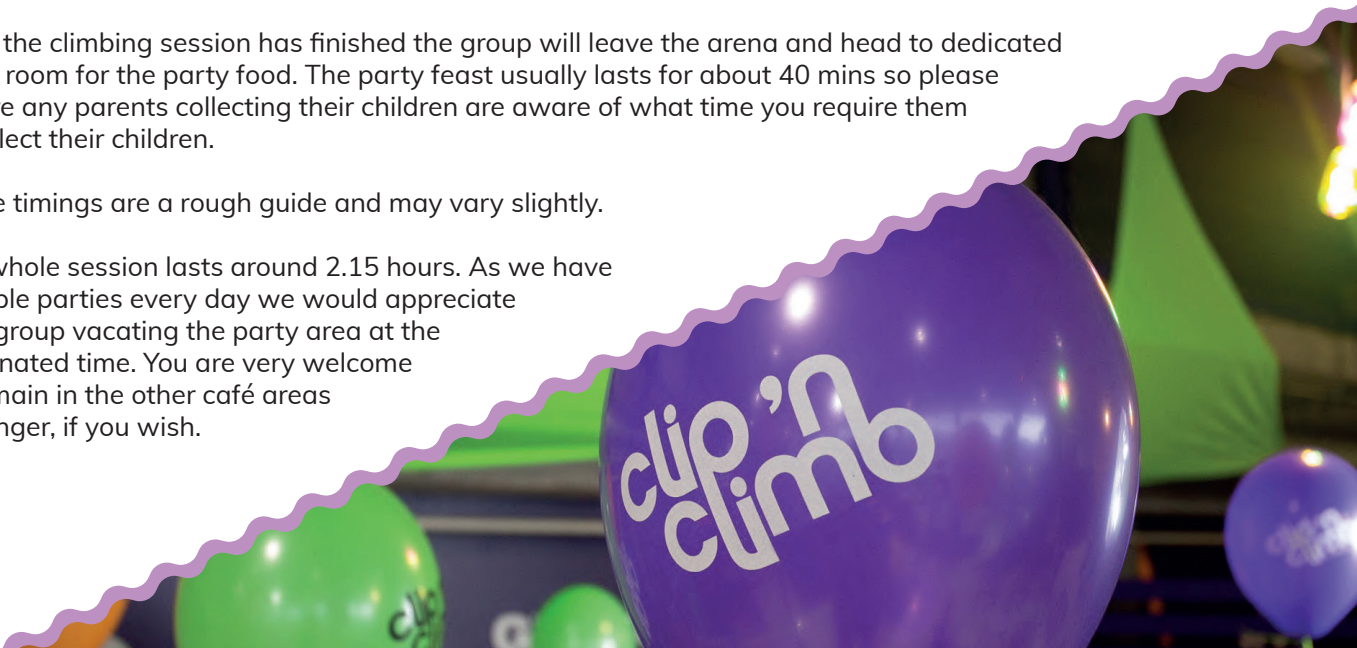 the climbing session has finished the group will leave the arena and head to dedicated
room for the party food. The party feast usually lasts for about 40 mins so please
e any parents collecting their children are aware of what time you require them
lect their children.
e timings are a rough guide and may vary slightly.
whole session lasts around 2.15 hours. As we have
ple parties every day we would appreciate
group vacating the party area at the
nated time. You are very welcome
main in the other café areas
nger, if you wish.
clip 'n
climb
clip 'n
climb